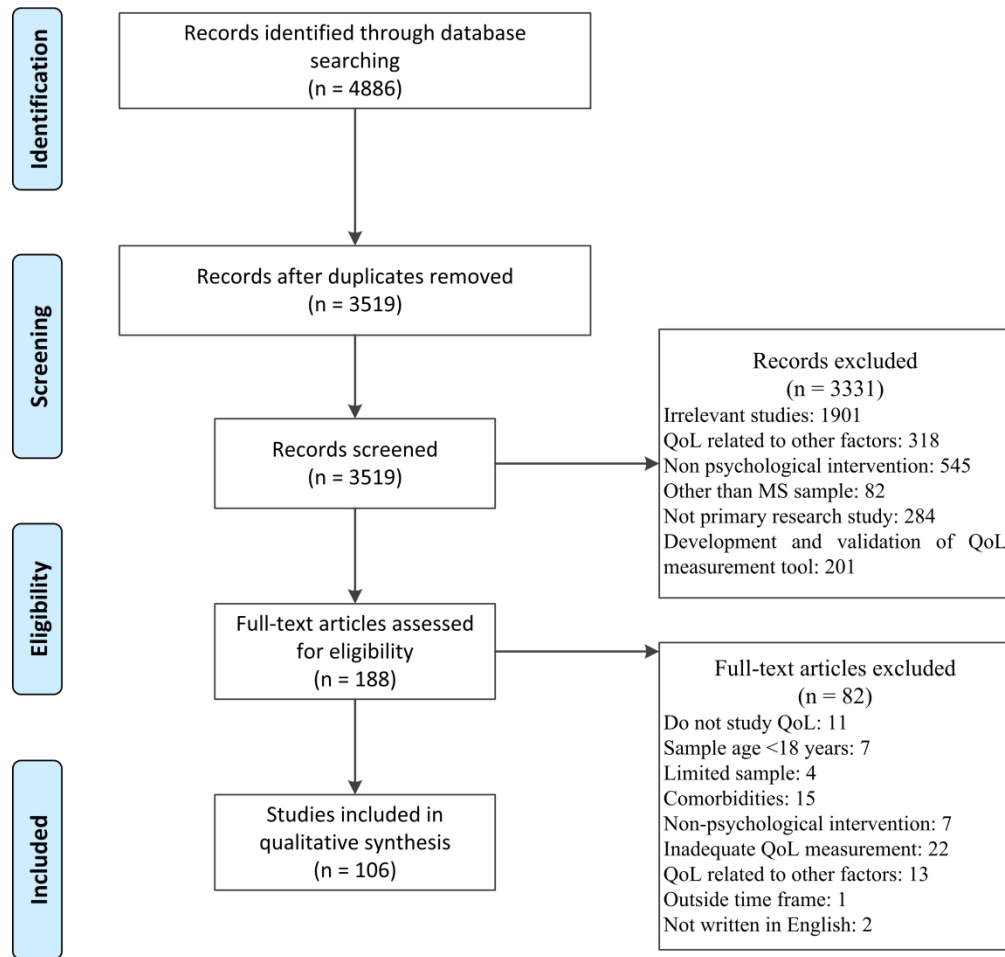 Identification
Records identified through database
searching
(n = 4886)
Screening
Records after duplicates removed
(n = 3519)
Records screened
(n = 3519)
Records excluded
(n = 3331)
Irrelevant studies: 1901
QoL related to other factors: 318
Non psychological intervention: 545
Other than MS sample: 82
Not primary research study: 284
Development and validation of QoL
measurement tool: 201
Eligibility
Full-text articles assessed
for eligibility
(n = 188)
Full-text articles excluded
(n = 82)
Do not study QoL: 11
Sample age <18 years: 7
Limited sample: 4
Comorbidities: 15
Non-psychological intervention: 7
Inadequate QoL measurement: 22
QoL related to other factors: 13
Outside time frame: 1
Not written in English: 2
Included
Studies included in
qualitative synthesis
(n = 106)